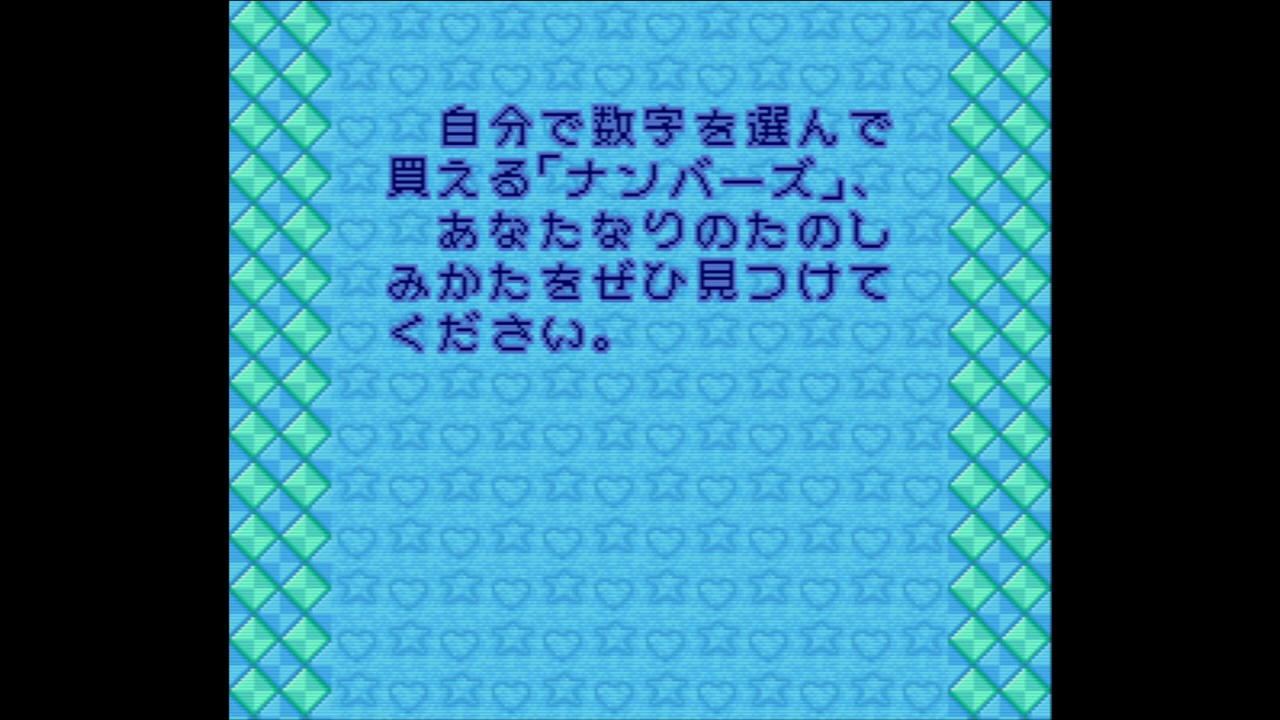 自分で数字を選んで
買える「ナンバーズ」、
あなたなりのたのし
みかたをぜひ見つけて
ください。